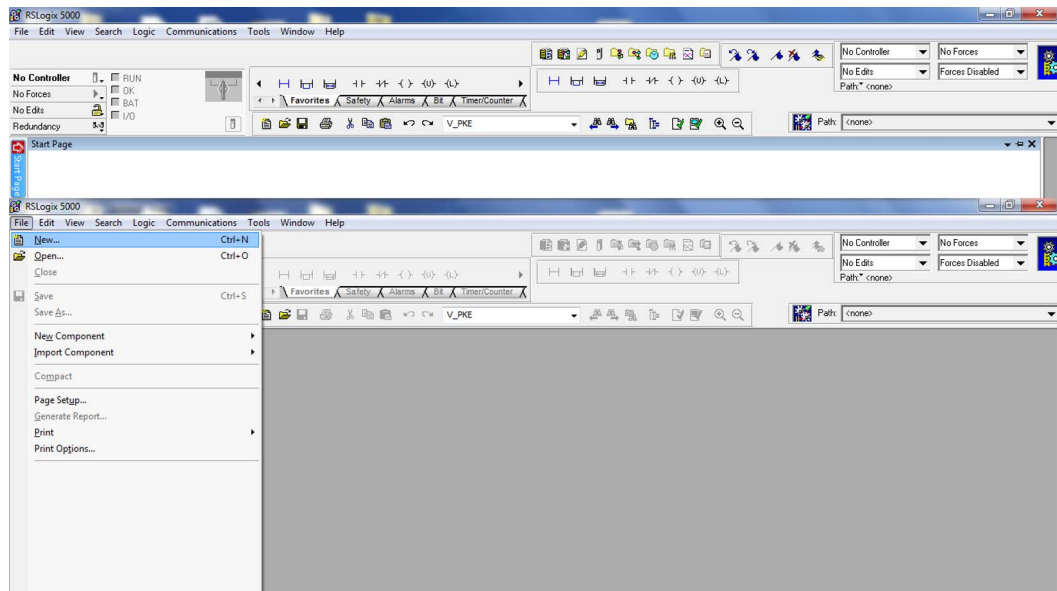 RSLogix 5000
File Edit View Search Logic Communications Tools Window Help
No Controller No Forces
No Edits Forces Disabled
Path: <none>
No Controller RUN
No Forces OK
No Edits BAT
Redundancy I/O
Favorites Safety Alarms Bit Timer/Counter
V_PKE
Path: <none>
Start Page
Start Page
RSLogix 5000
File Edit View Search Logic Communications Tools Window Help
New... Ctrl+N
Open... Ctrl+O
Close
Save Ctrl+S
Save As...
New Component
Import Component
Compact
Page Setup...
Generate Report...
Print
Print Options...
No Controller No Forces
No Edits Forces Disabled
Path: <none>
Favorites Safety Alarms Bit Timer/Counter
V_PKE
Path: <none>